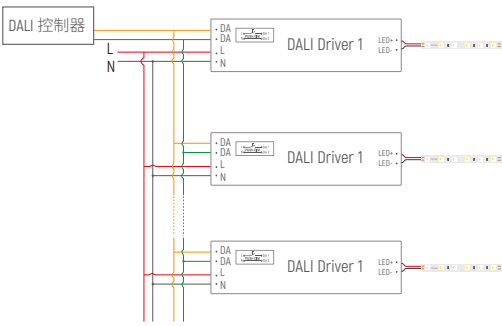 DALI 控制器
L
N
DA
DA
L
N
DALI Driver 1
LED+
LED-
DA
DA
L
N
DALI Driver 1
LED+
LED-
DA
DA
L
N
DALI Driver 1
LED+
LED-